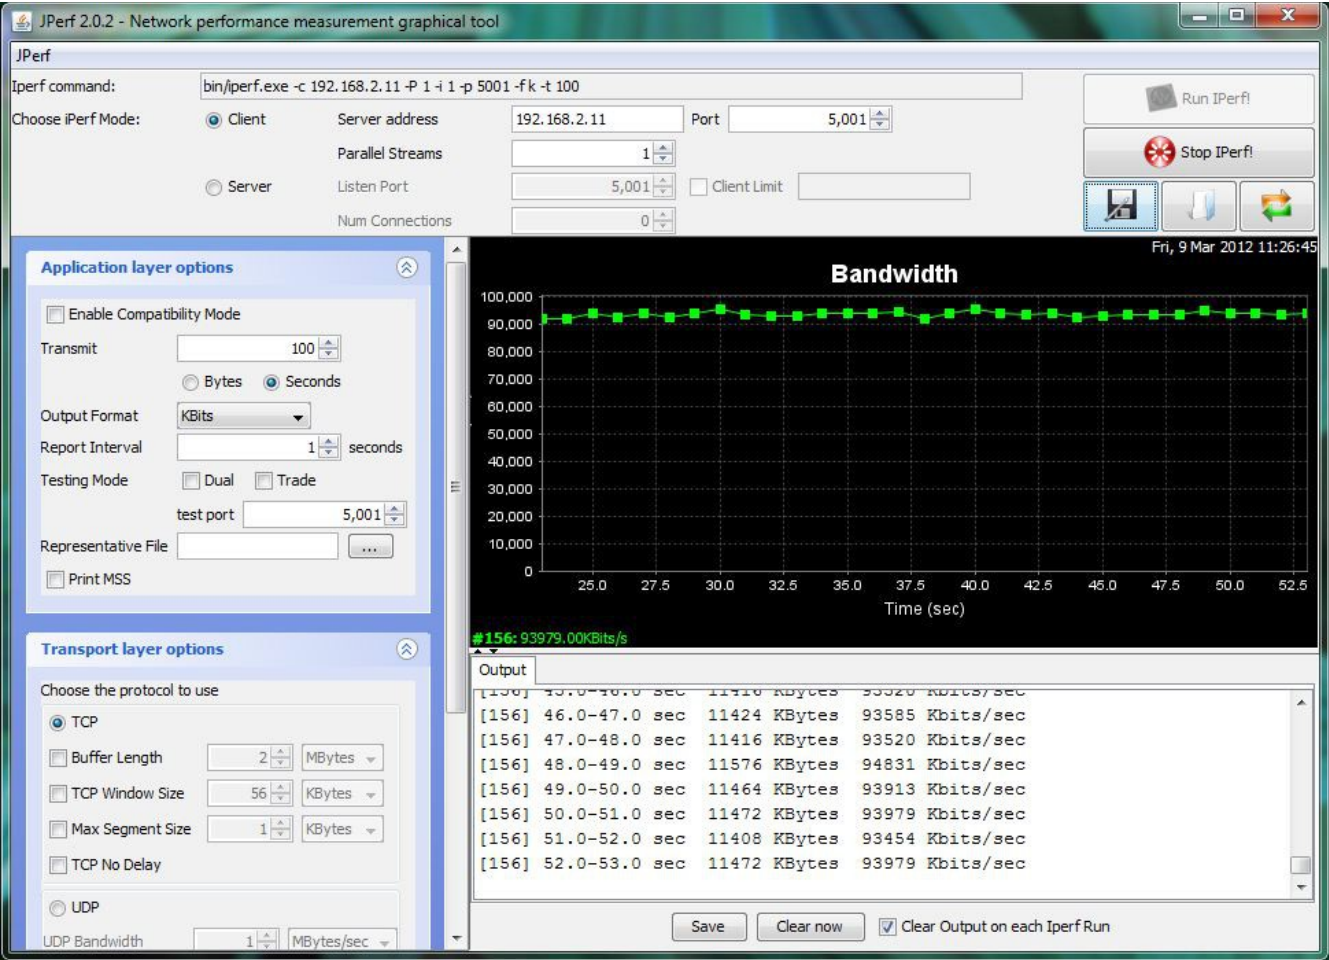 JPerf 2.0.2 - Network performance measurement graphical tool
JPerf
Iperf command: bin/iperf.exe -c 192.168.2.11 -P 1 -i 1 -p 5001 -f k -t 100
Run IPerf!
Choose iPerf Mode: Client Server address 192.168.2.11 Port 5,001
Parallel Streams 1
Stop IPerf!
Server Listen Port 5,001 Client Limit
Num Connections 0
Application layer options
Enable Compatibility Mode
Transmit 100
Bytes Seconds
Output Format KBits
Report Interval 1 seconds
Testing Mode Dual Trade
test port 5,001
Representative File ...
Print MSS
Transport layer options
Choose the protocol to use
TCP
Buffer Length 2 MBytes
TCP Window Size 56 KBytes
Max Segment Size 1 KBytes
TCP No Delay
UDP
UDP Bandwidth 1 MBytes/sec
Fri, 9 Mar 2012 11:26:45
Bandwidth
100,000
90,000
80,000
70,000
60,000
50,000
40,000
30,000
20,000
10,000
0
25.0 27.5 30.0 32.5 35.0 37.5 40.0 42.5 45.0 47.5 50.0 52.5
Time (sec)
#156: 93979.00KBits/s
Output
[156] 45.0-46.0 sec 11416 KBytes 93520 Kbits/sec
[156] 46.0-47.0 sec 11424 KBytes 93585 Kbits/sec
[156] 47.0-48.0 sec 11416 KBytes 93520 Kbits/sec
[156] 48.0-49.0 sec 11576 KBytes 94831 Kbits/sec
[156] 49.0-50.0 sec 11464 KBytes 93913 Kbits/sec
[156] 50.0-51.0 sec 11472 KBytes 93979 Kbits/sec
[156] 51.0-52.0 sec 11408 KBytes 93454 Kbits/sec
[156] 52.0-53.0 sec 11472 KBytes 93979 Kbits/sec
Save Clear now Clear Output on each Iperf Run